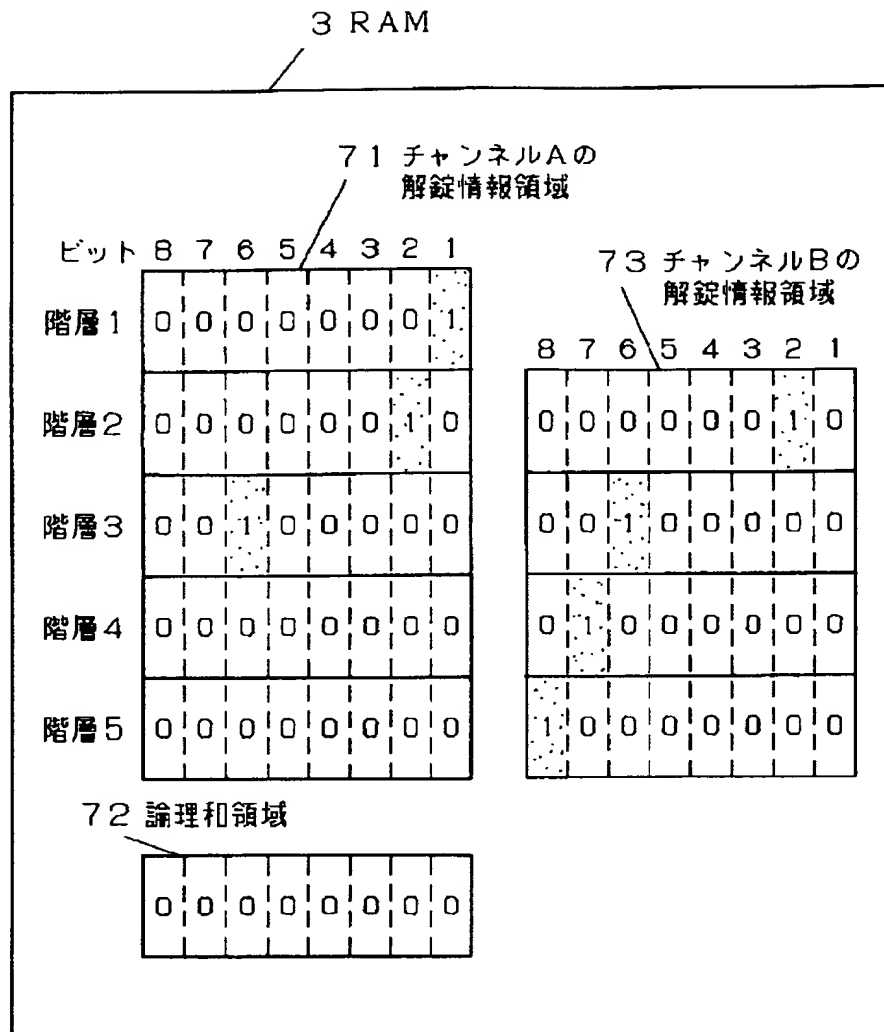 3 RAM
71 チャンネルAの
解錠情報領域
ビット 8 7 6 5 4 3 2 1
73 チャンネルBの
解錠情報領域
8 7 6 5 4 3 2 1
階層1 0 0 0 0 0 0 0 1
階層2 0 0 0 0 0 0 1 0 0 0 0 0 0 0 1 0
階層3 0 0 1 0 0 0 0 0 0 0 1 0 0 0 0 0
階層4 0 0 0 0 0 0 0 0 0 1 0 0 0 0 0 0
階層5 0 0 0 0 0 0 0 0 1 0 0 0 0 0 0 0
72 論理和領域
0 0 0 0 0 0 0 0